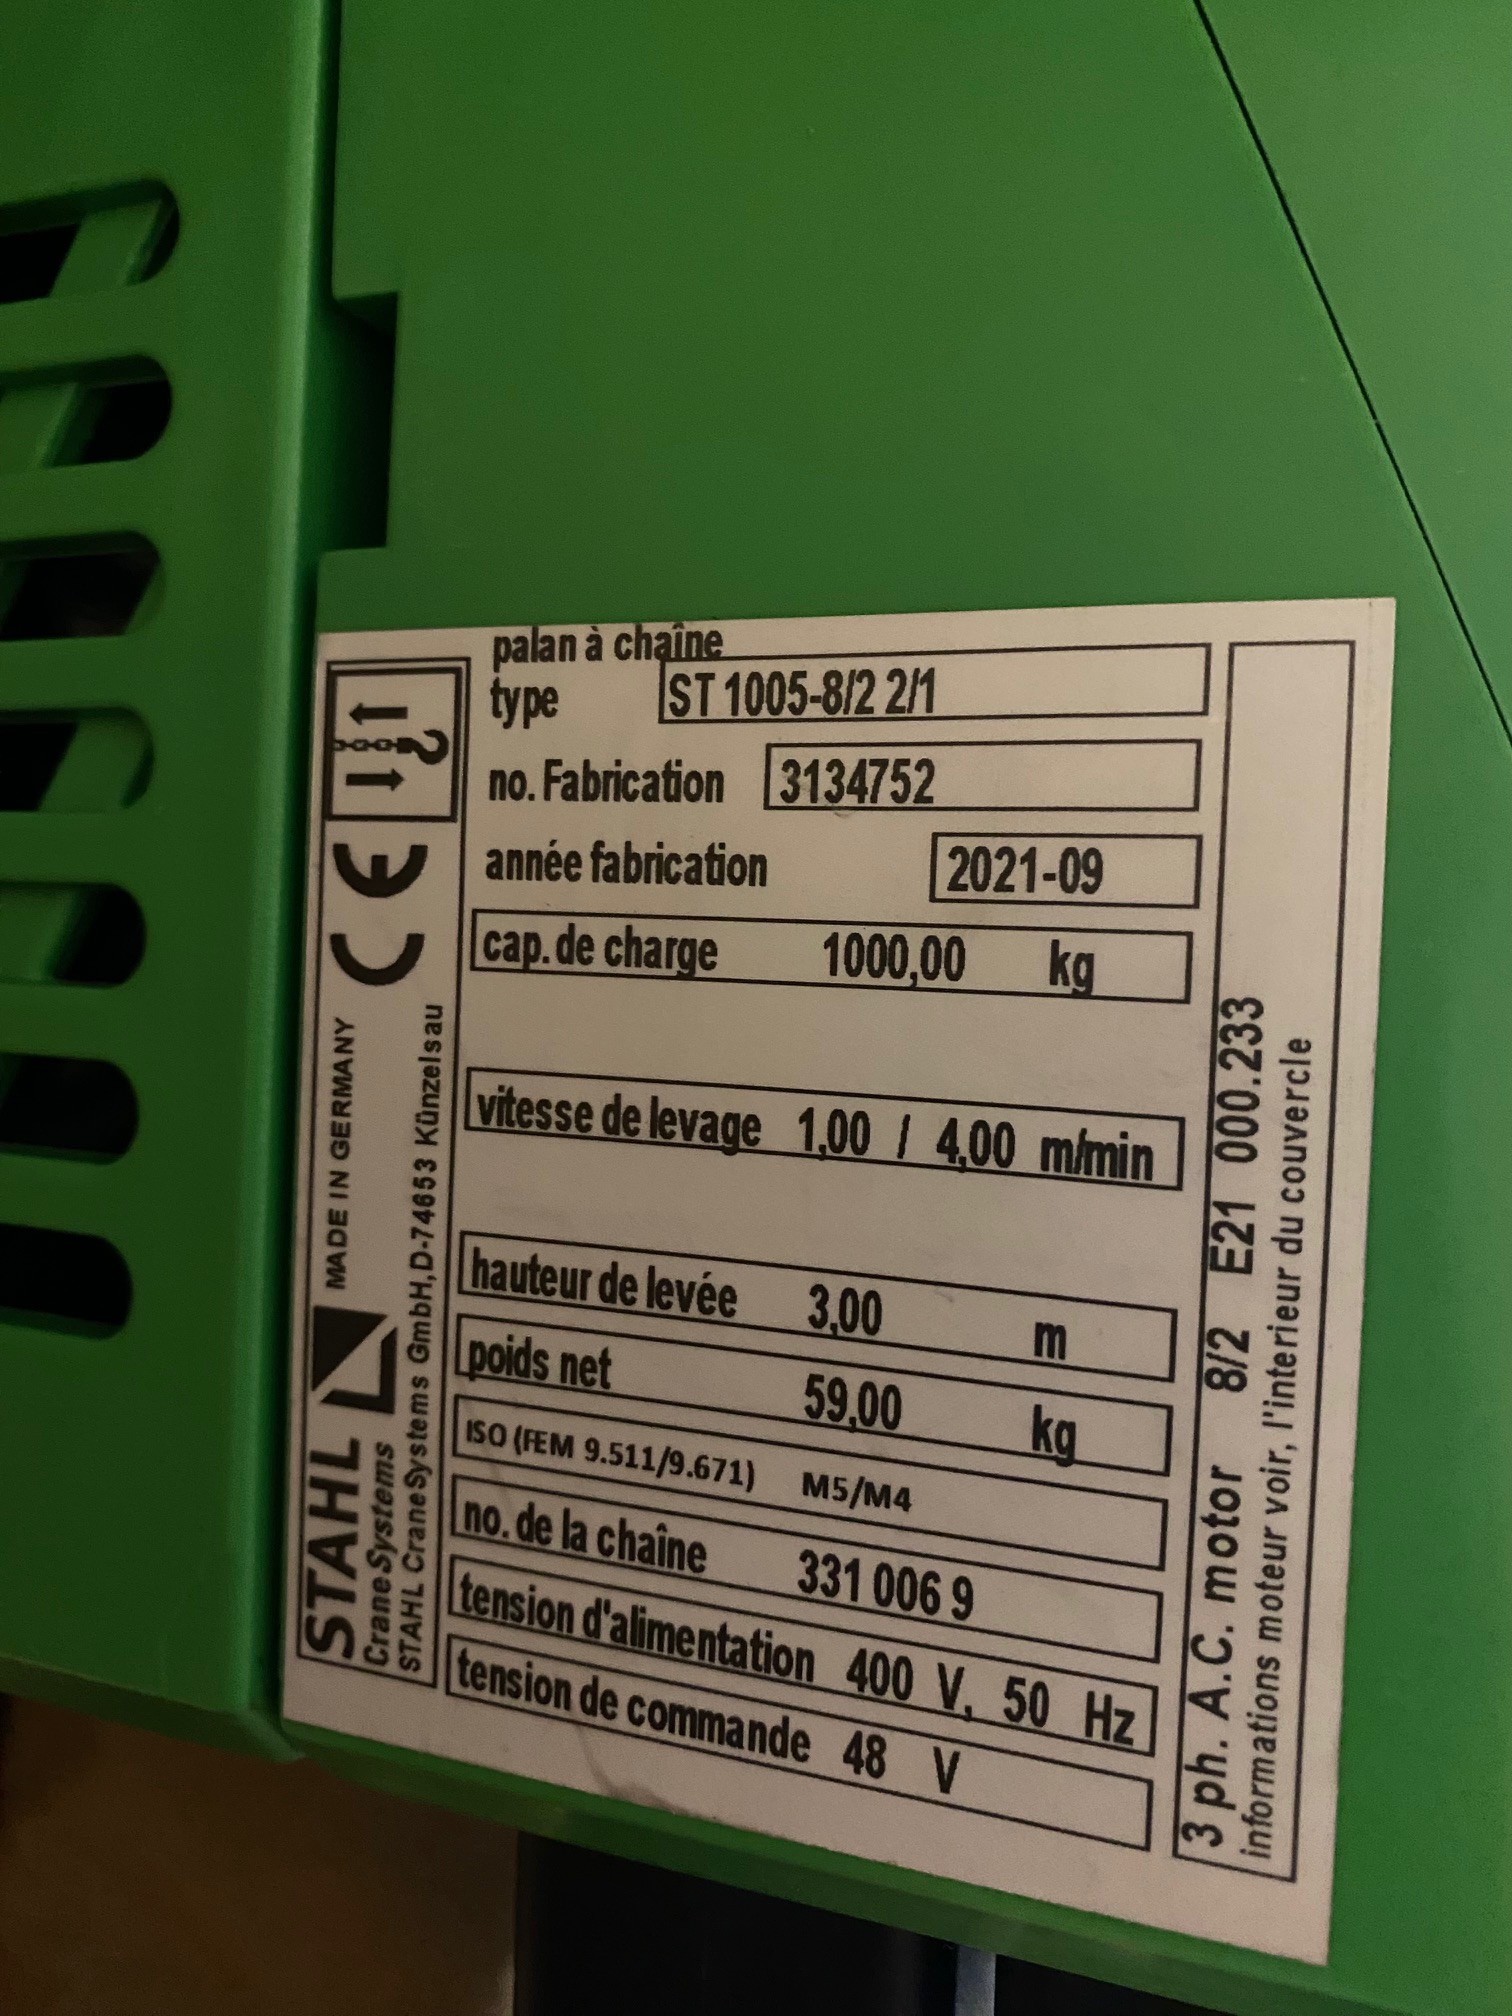 palan à chaîne
type ST 1005-8/2 2/1
no. Fabrication 3134752
année fabrication 2021-09
cap. de charge 1000,00 kg
vitesse de levage 1,00 / 4,00 m/min
hauteur de levée 3,00 m
poids net 59,00 kg
ISO (FEM 9.511/9.671) M5/M4
no. de la chaîne 331 006 9
tension d'alimentation 400 V, 50 Hz
tension de commande 48 V
STAHL MADE IN GERMANY CE
CraneSystems
STAHL CraneSystems GmbH, D-74653 Künzelsau
3 ph. A.C. motor 8/2 E21 000.233
informations moteur voir, l'interieur du couvercle